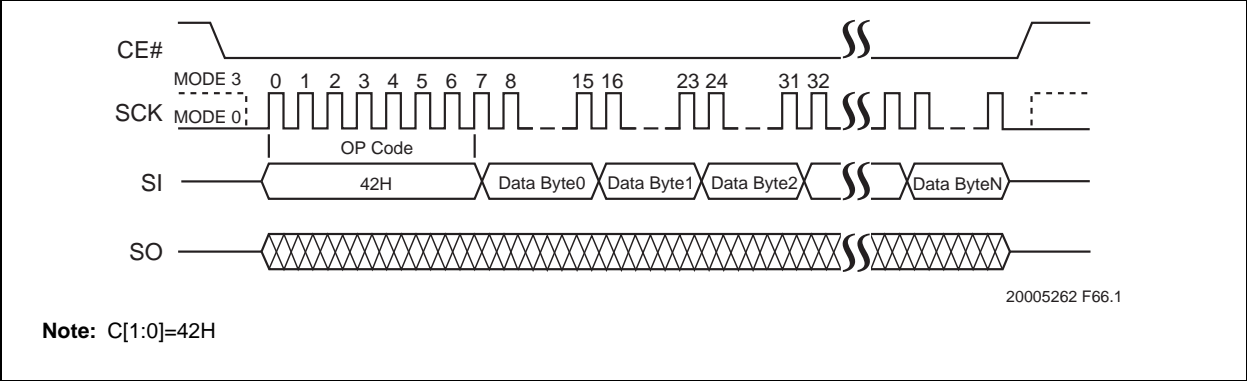 CE#
MODE 3 0 1 2 3 4 5 6 7 8 15 16 23 24 31 32
SCK MODE 0
OP Code
SI 42H Data Byte0 Data Byte1 Data Byte2 Data ByteN
SO
20005262 F66.1
Note: C[1:0]=42H